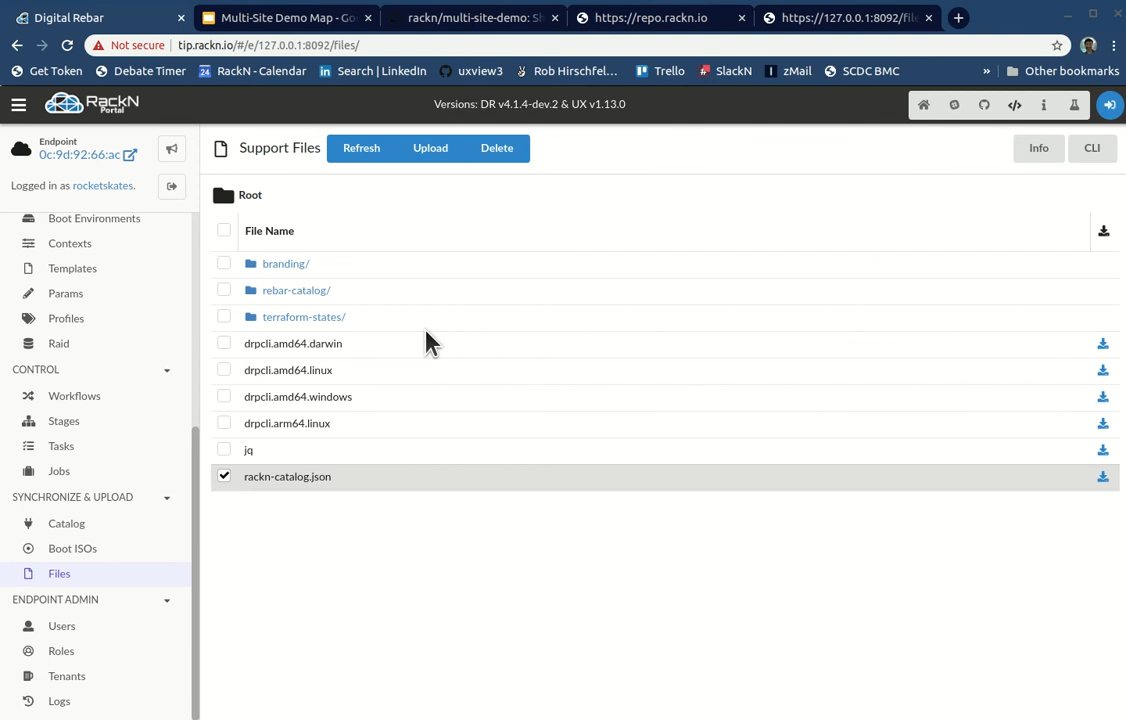 Digital Rebar
Multi-Site Demo Map - Go
rackn/multi-site-demo: Sh
https://repo.rackn.io
https://127.0.0.1:8092/file
Not secure | tip.rackn.io/#/e/127.0.0.1:8092/files/
Get Token
Debate Timer
24 RackN - Calendar
Search | LinkedIn
uxview3
Rob Hirschfel...
Trello
SlackN
zMail
SCDC BMC
»
Other bookmarks
RackN
Portal
Versions: DR v4.1.4-dev.2 & UX v1.13.0
Endpoint
0c:9d:92:66:ac
Logged in as rocketskates.
Boot Environments
Contexts
Templates
Params
Profiles
Raid
CONTROL
Workflows
Stages
Tasks
Jobs
SYNCHRONIZE & UPLOAD
Catalog
Boot ISOs
Files
ENDPOINT ADMIN
Users
Roles
Tenants
Logs
Support Files
Refresh
Upload
Delete
Info
CLI
Root
File Name
branding/
rebar-catalog/
terraform-states/
drpcli.amd64.darwin
drpcli.amd64.linux
drpcli.amd64.windows
drpcli.arm64.linux
jq
rackn-catalog.json